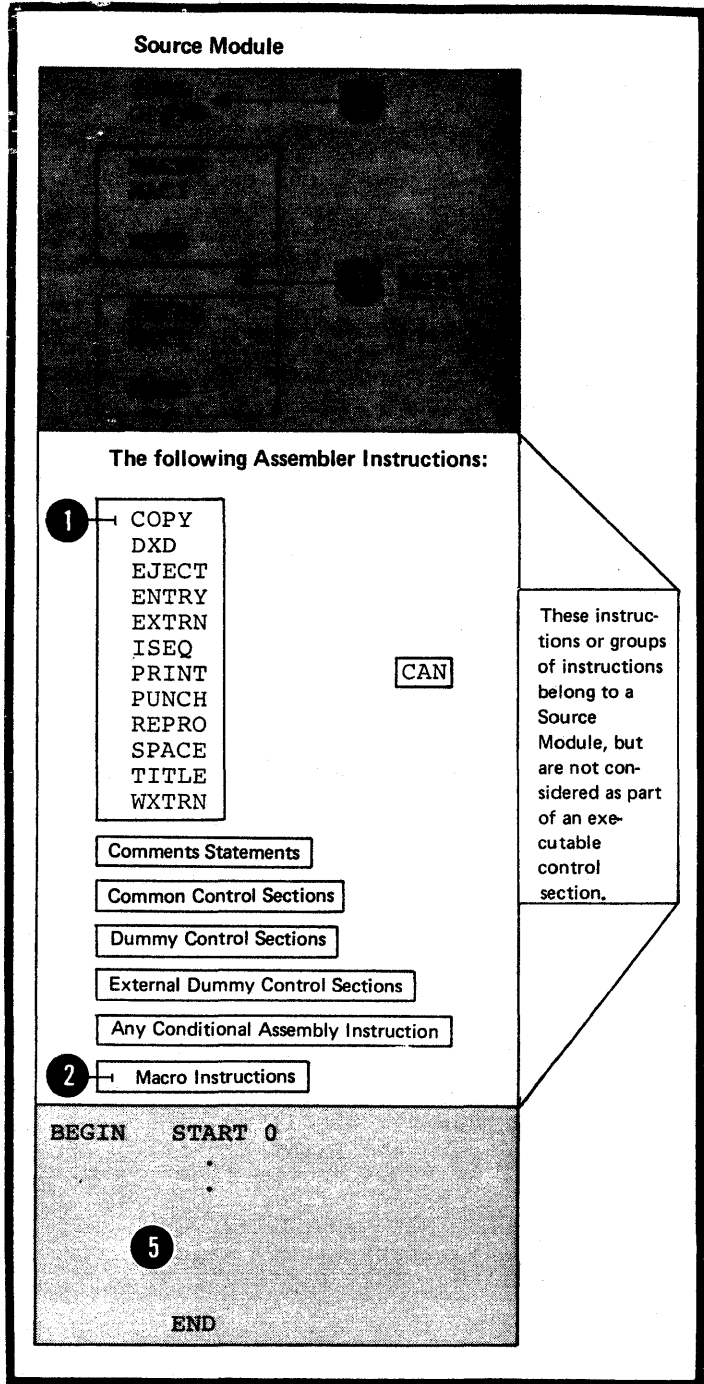 Source Module
The following Assembler Instructions:
1
COPY
DXD
EJECT
ENTRY
EXTRN
ISEQ
PRINT
PUNCH
REPRO
SPACE
TITLE
WXTRN
CAN
Comments Statements
Common Control Sections
Dummy Control Sections
External Dummy Control Sections
Any Conditional Assembly Instruction
2
Macro Instructions
These instruc-
tions or groups
of instructions
belong to a
Source
Module, but
are not con-
sidered as part
of an exe-
cutable
control
section.
BEGIN START 0
5
END